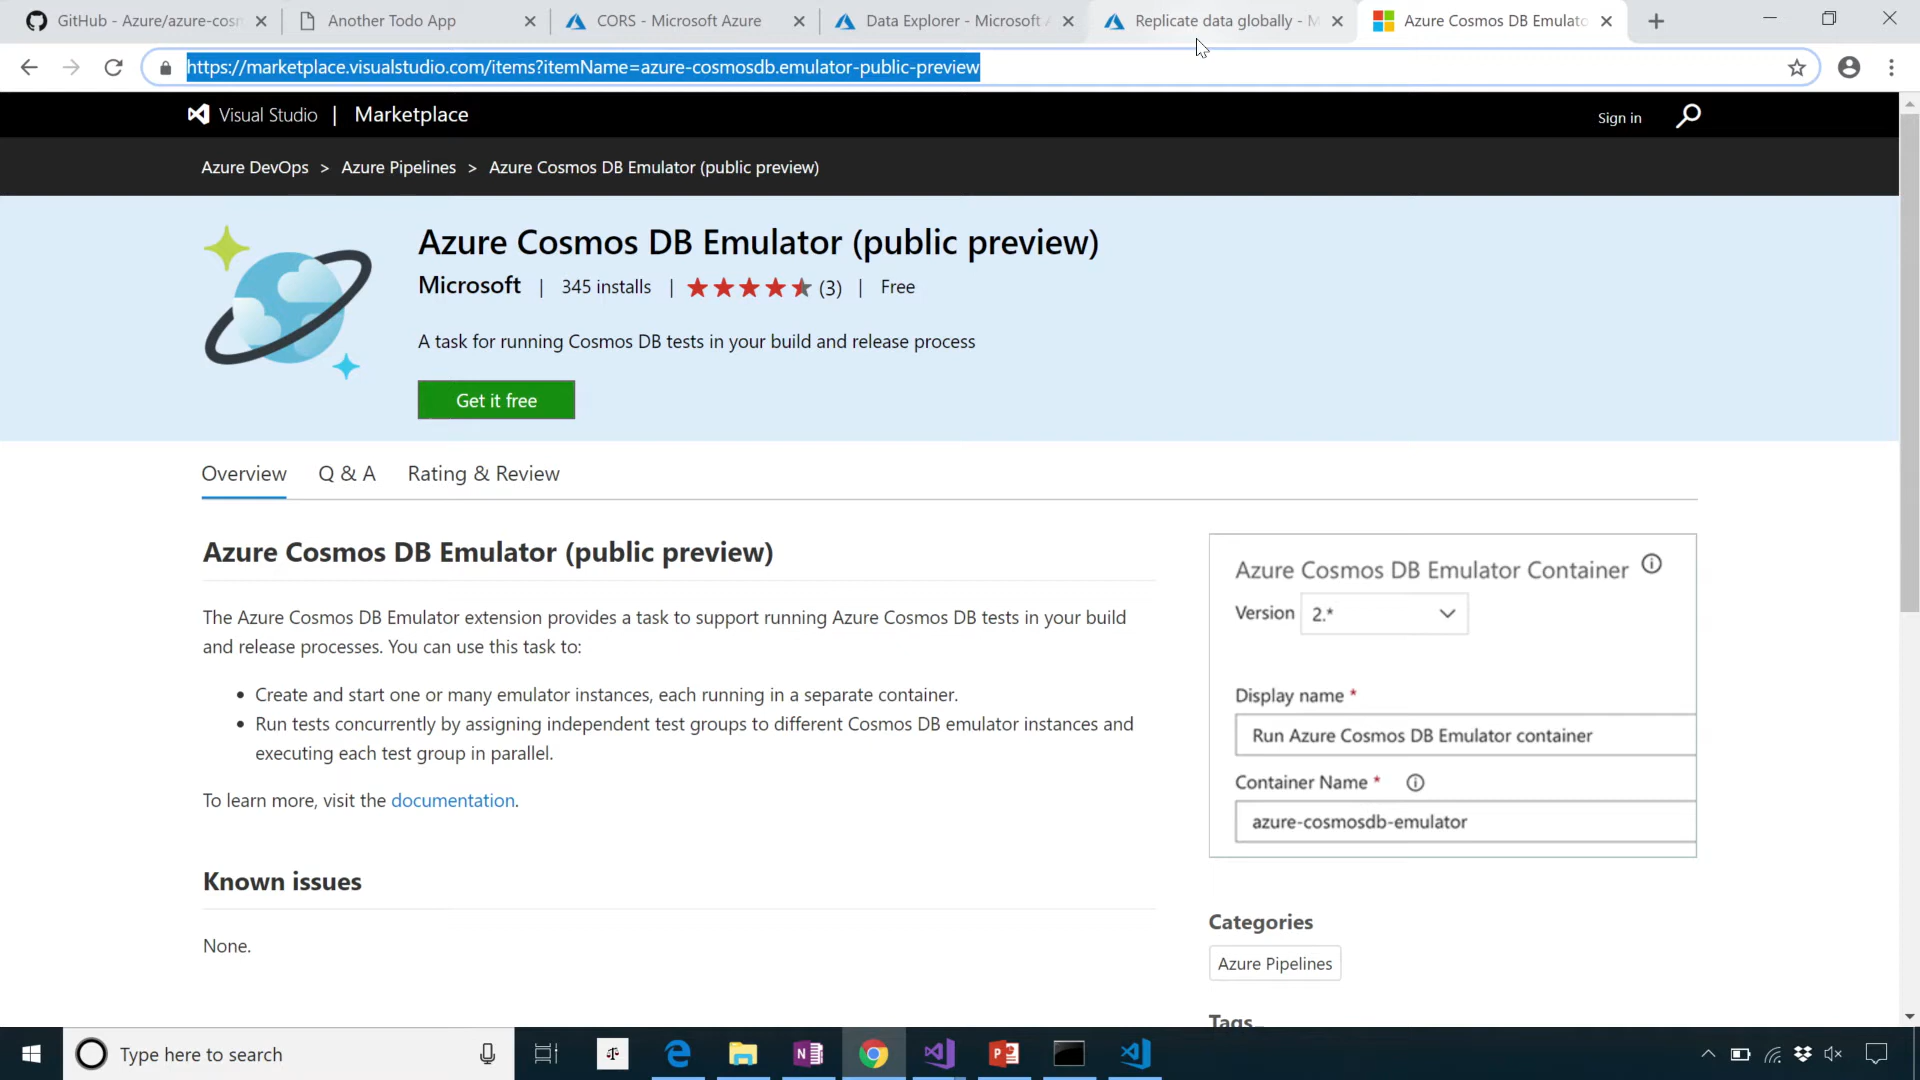 GitHub - Azure/azure-cosm
Another Todo App
CORS - Microsoft Azure
Data Explorer - Microsoft A
Replicate data globally - M
Azure Cosmos DB Emulato
https://marketplace.visualstudio.com/items?itemName=azure-cosmosdb.emulator-public-preview
Visual Studio | Marketplace
Sign in
Azure DevOps > Azure Pipelines > Azure Cosmos DB Emulator (public preview)
Azure Cosmos DB Emulator (public preview)
Microsoft | 345 installs | (3) | Free
A task for running Cosmos DB tests in your build and release process
Get it free
Overview Q & A Rating & Review
Azure Cosmos DB Emulator (public preview)
The Azure Cosmos DB Emulator extension provides a task to support running Azure Cosmos DB tests in your build
and release processes. You can use this task to:
• Create and start one or many emulator instances, each running in a separate container.
• Run tests concurrently by assigning independent test groups to different Cosmos DB emulator instances and
executing each test group in parallel.
To learn more, visit the documentation.
Known issues
None.
Azure Cosmos DB Emulator Container
Version 2.*
Display name *
Run Azure Cosmos DB Emulator container
Container Name *
azure-cosmosdb-emulator
Categories
Azure Pipelines
Tags
Type here to search